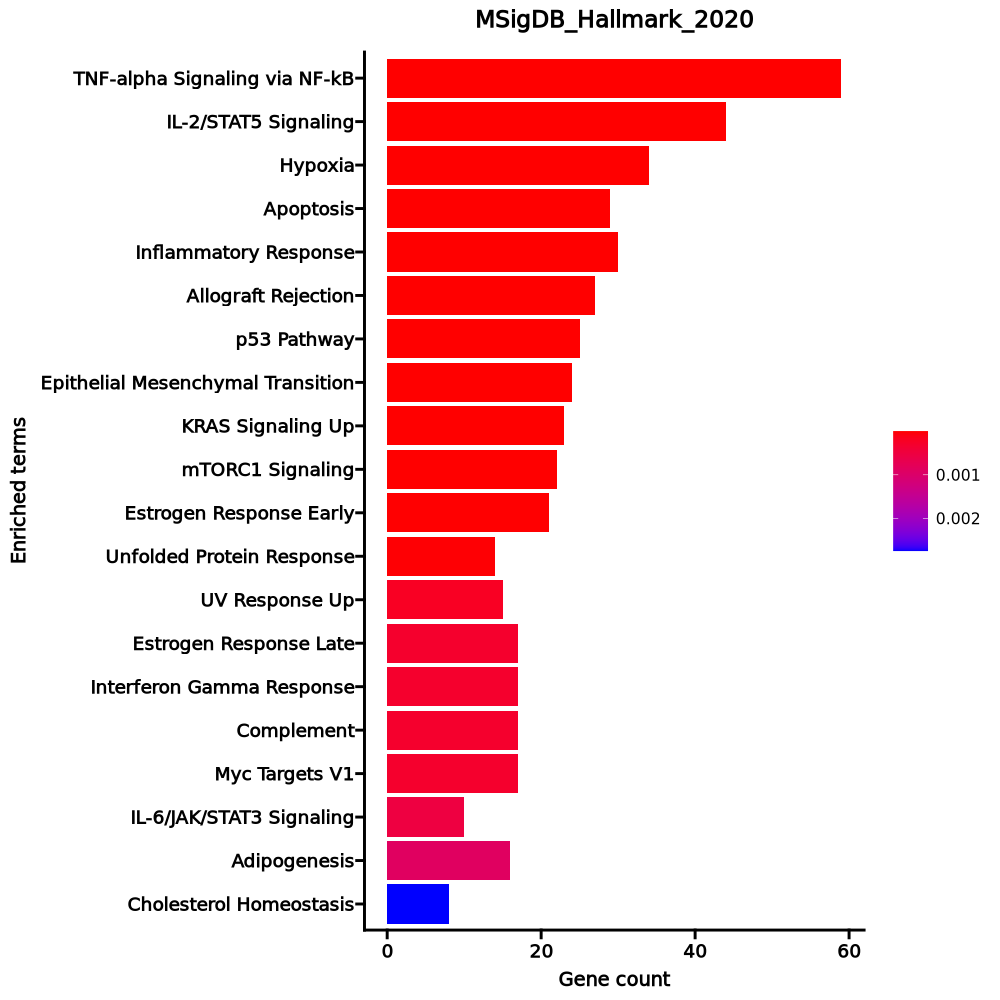 MSigDB_Hallmark_2020
TNF-alpha Signaling via NF-kB
IL-2/STAT5 Signaling
Hypoxia
Apoptosis
Inflammatory Response
Allograft Rejection
p53 Pathway
Epithelial Mesenchymal Transition
KRAS Signaling Up
mTORC1 Signaling
Estrogen Response Early
Unfolded Protein Response
UV Response Up
Estrogen Response Late
Interferon Gamma Response
Complement
Myc Targets V1
IL-6/JAK/STAT3 Signaling
Adipogenesis
Cholesterol Homeostasis
Enriched terms
0 20 40 60
Gene count
0.001
0.002